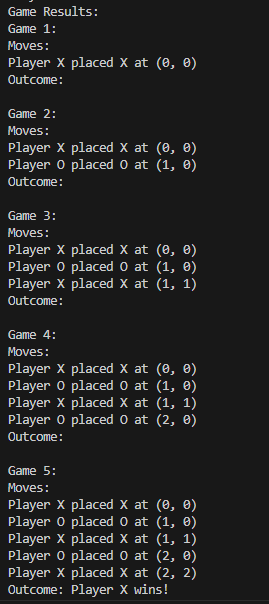 Game Results:
Game 1:
Moves:
Player X placed X at (0, 0)
Outcome:
Game 2:
Moves:
Player X placed X at (0, 0)
Player O placed O at (1, 0)
Outcome:
Game 3:
Moves:
Player X placed X at (0, 0)
Player O placed O at (1, 0)
Player X placed X at (1, 1)
Outcome:
Game 4:
Moves:
Player X placed X at (0, 0)
Player O placed O at (1, 0)
Player X placed X at (1, 1)
Player O placed O at (2, 0)
Outcome:
Game 5:
Moves:
Player X placed X at (0, 0)
Player O placed O at (1, 0)
Player X placed X at (1, 1)
Player O placed O at (2, 0)
Player X placed X at (2, 2)
Outcome: Player X wins!